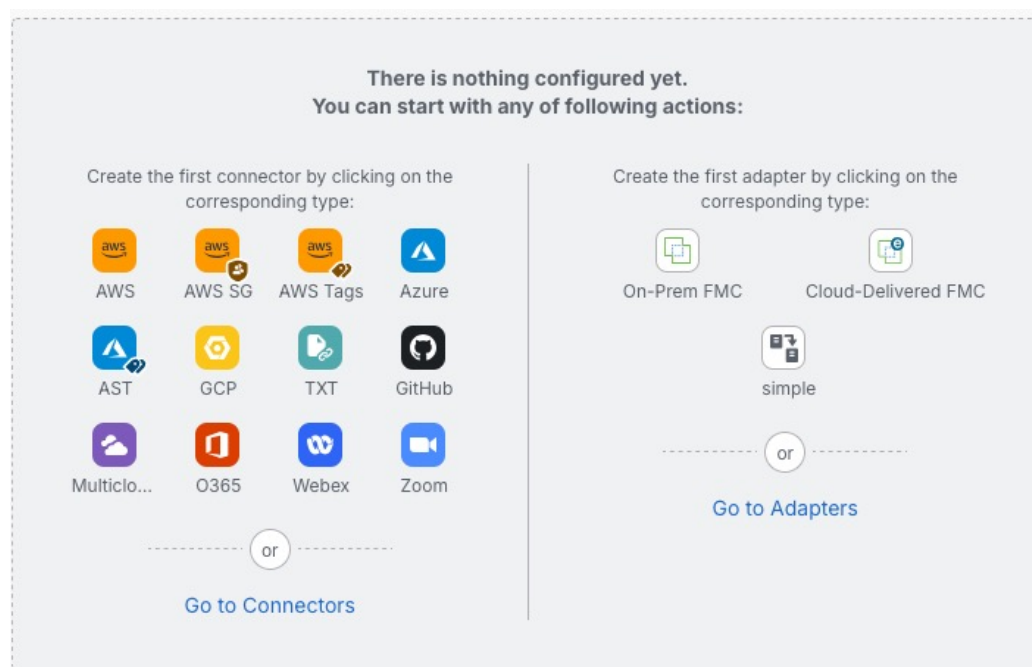 There is nothing configured yet.
You can start with any of following actions:
Create the first connector by clicking on the
corresponding type:
aws
AWS
aws
AWS SG
aws
AWS Tags
Azure
AST
GCP
TXT
GitHub
Multiclo...
O365
Webex
Zoom
or
Go to Connectors
Create the first adapter by clicking on the
corresponding type:
On-Prem FMC
Cloud-Delivered FMC
simple
or
Go to Adapters